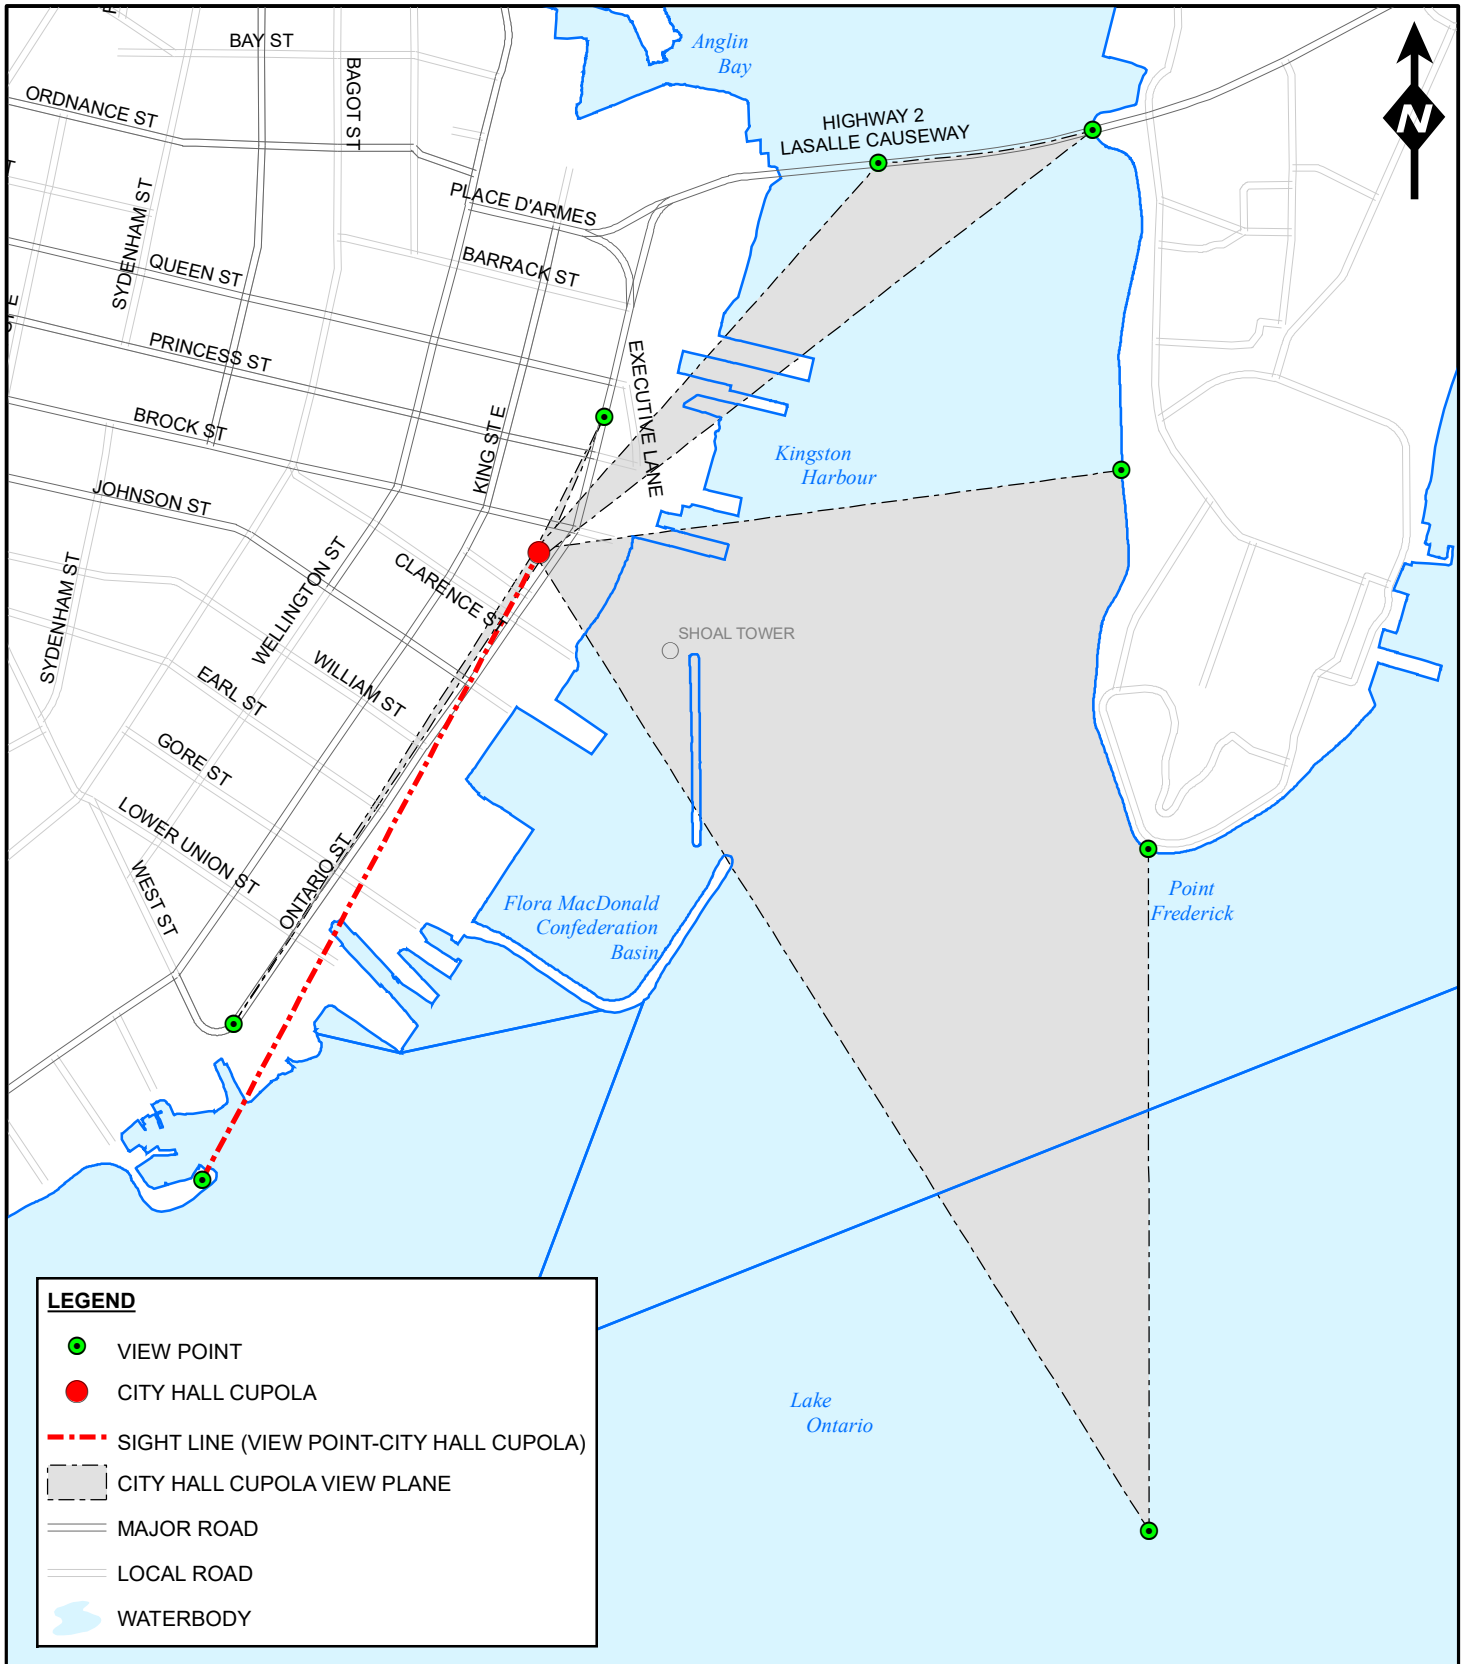 Anglin
Bay
BAY ST
BAGOT ST
ORDNANCE ST
N
HIGHWAY 2
LASALLE CAUSEWAY
SYDENHAM ST
PLACE D'ARMES
QUEEN ST
BARRACK ST
PRINCESS ST
EXECUTIVE LANE
BROCK ST
KING ST E
Kingston
Harbour
JOHNSON ST
WELLINGTON ST
CLARENCE ST
SYDENHAM ST
SHOAL TOWER
WILLIAM ST
EARL ST
GORE ST
LOWER UNION ST
ONTARIO ST
WEST ST
Flora MacDonald
Confederation
Basin
Point
Frederick
LEGEND
VIEW POINT
CITY HALL CUPOLA
SIGHT LINE (VIEW POINT-CITY HALL CUPOLA)
CITY HALL CUPOLA VIEW PLANE
MAJOR ROAD
LOCAL ROAD
WATERBODY
Lake
Ontario